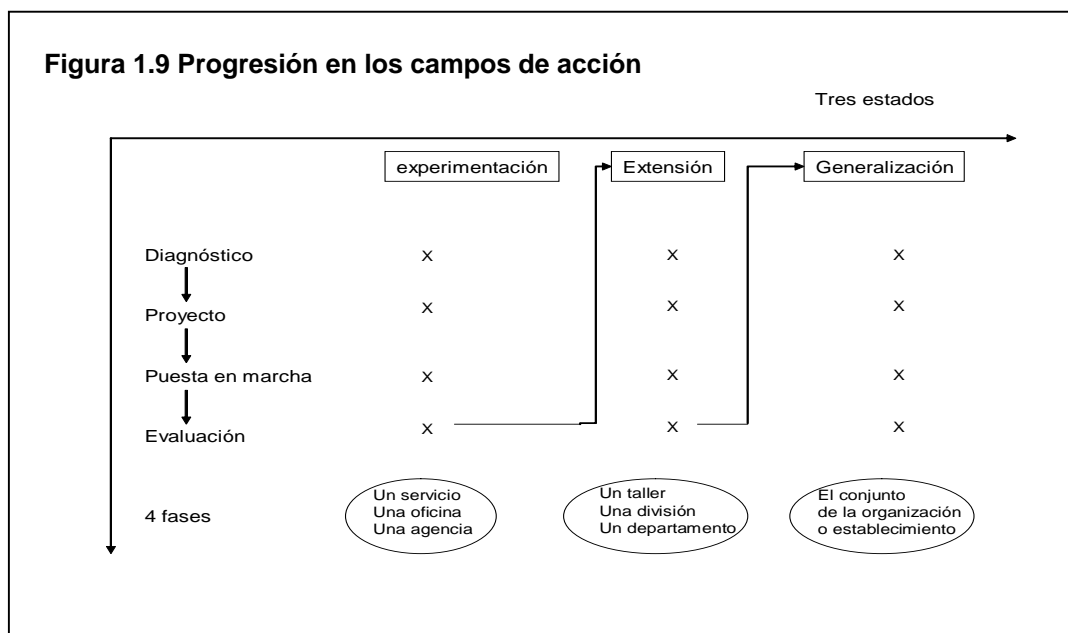 Figura 1.9 Progresión en los campos de acción
Tres estados
experimentación Extensión Generalización
Diagnóstico X X X
Proyecto X X X
Puesta en marcha X X X
Evaluación X X X
4 fases
Un servicio
Una oficina
Una agencia
Un taller
Una división
Un departamento
El conjunto
de la organización
o establecimiento